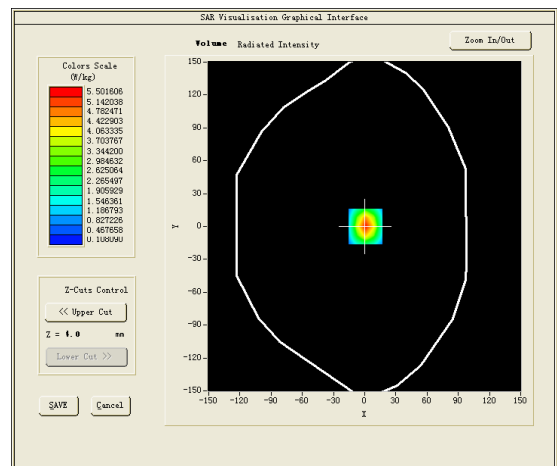 SAR Visualisation Graphical Interface
Volume Radiated Intensity
Zoom In/Out
Colors Scale
(W/kg)
5.501606
5.142038
4.782471
4.422903
4.063335
3.703767
3.344200
2.984632
2.625064
2.265497
1.905929
1.546361
1.186793
0.827226
0.467658
0.108090
Z-Cuts Control
<< Upper Cut
Z = 4.0 mm
Lower Cut >>
SAVE Cancel
150
120
90
60
30
0
-30
-60
-90
-120
-150
Y
-150 -120 -90 -60 -30 0 30 60 90 120 150
X